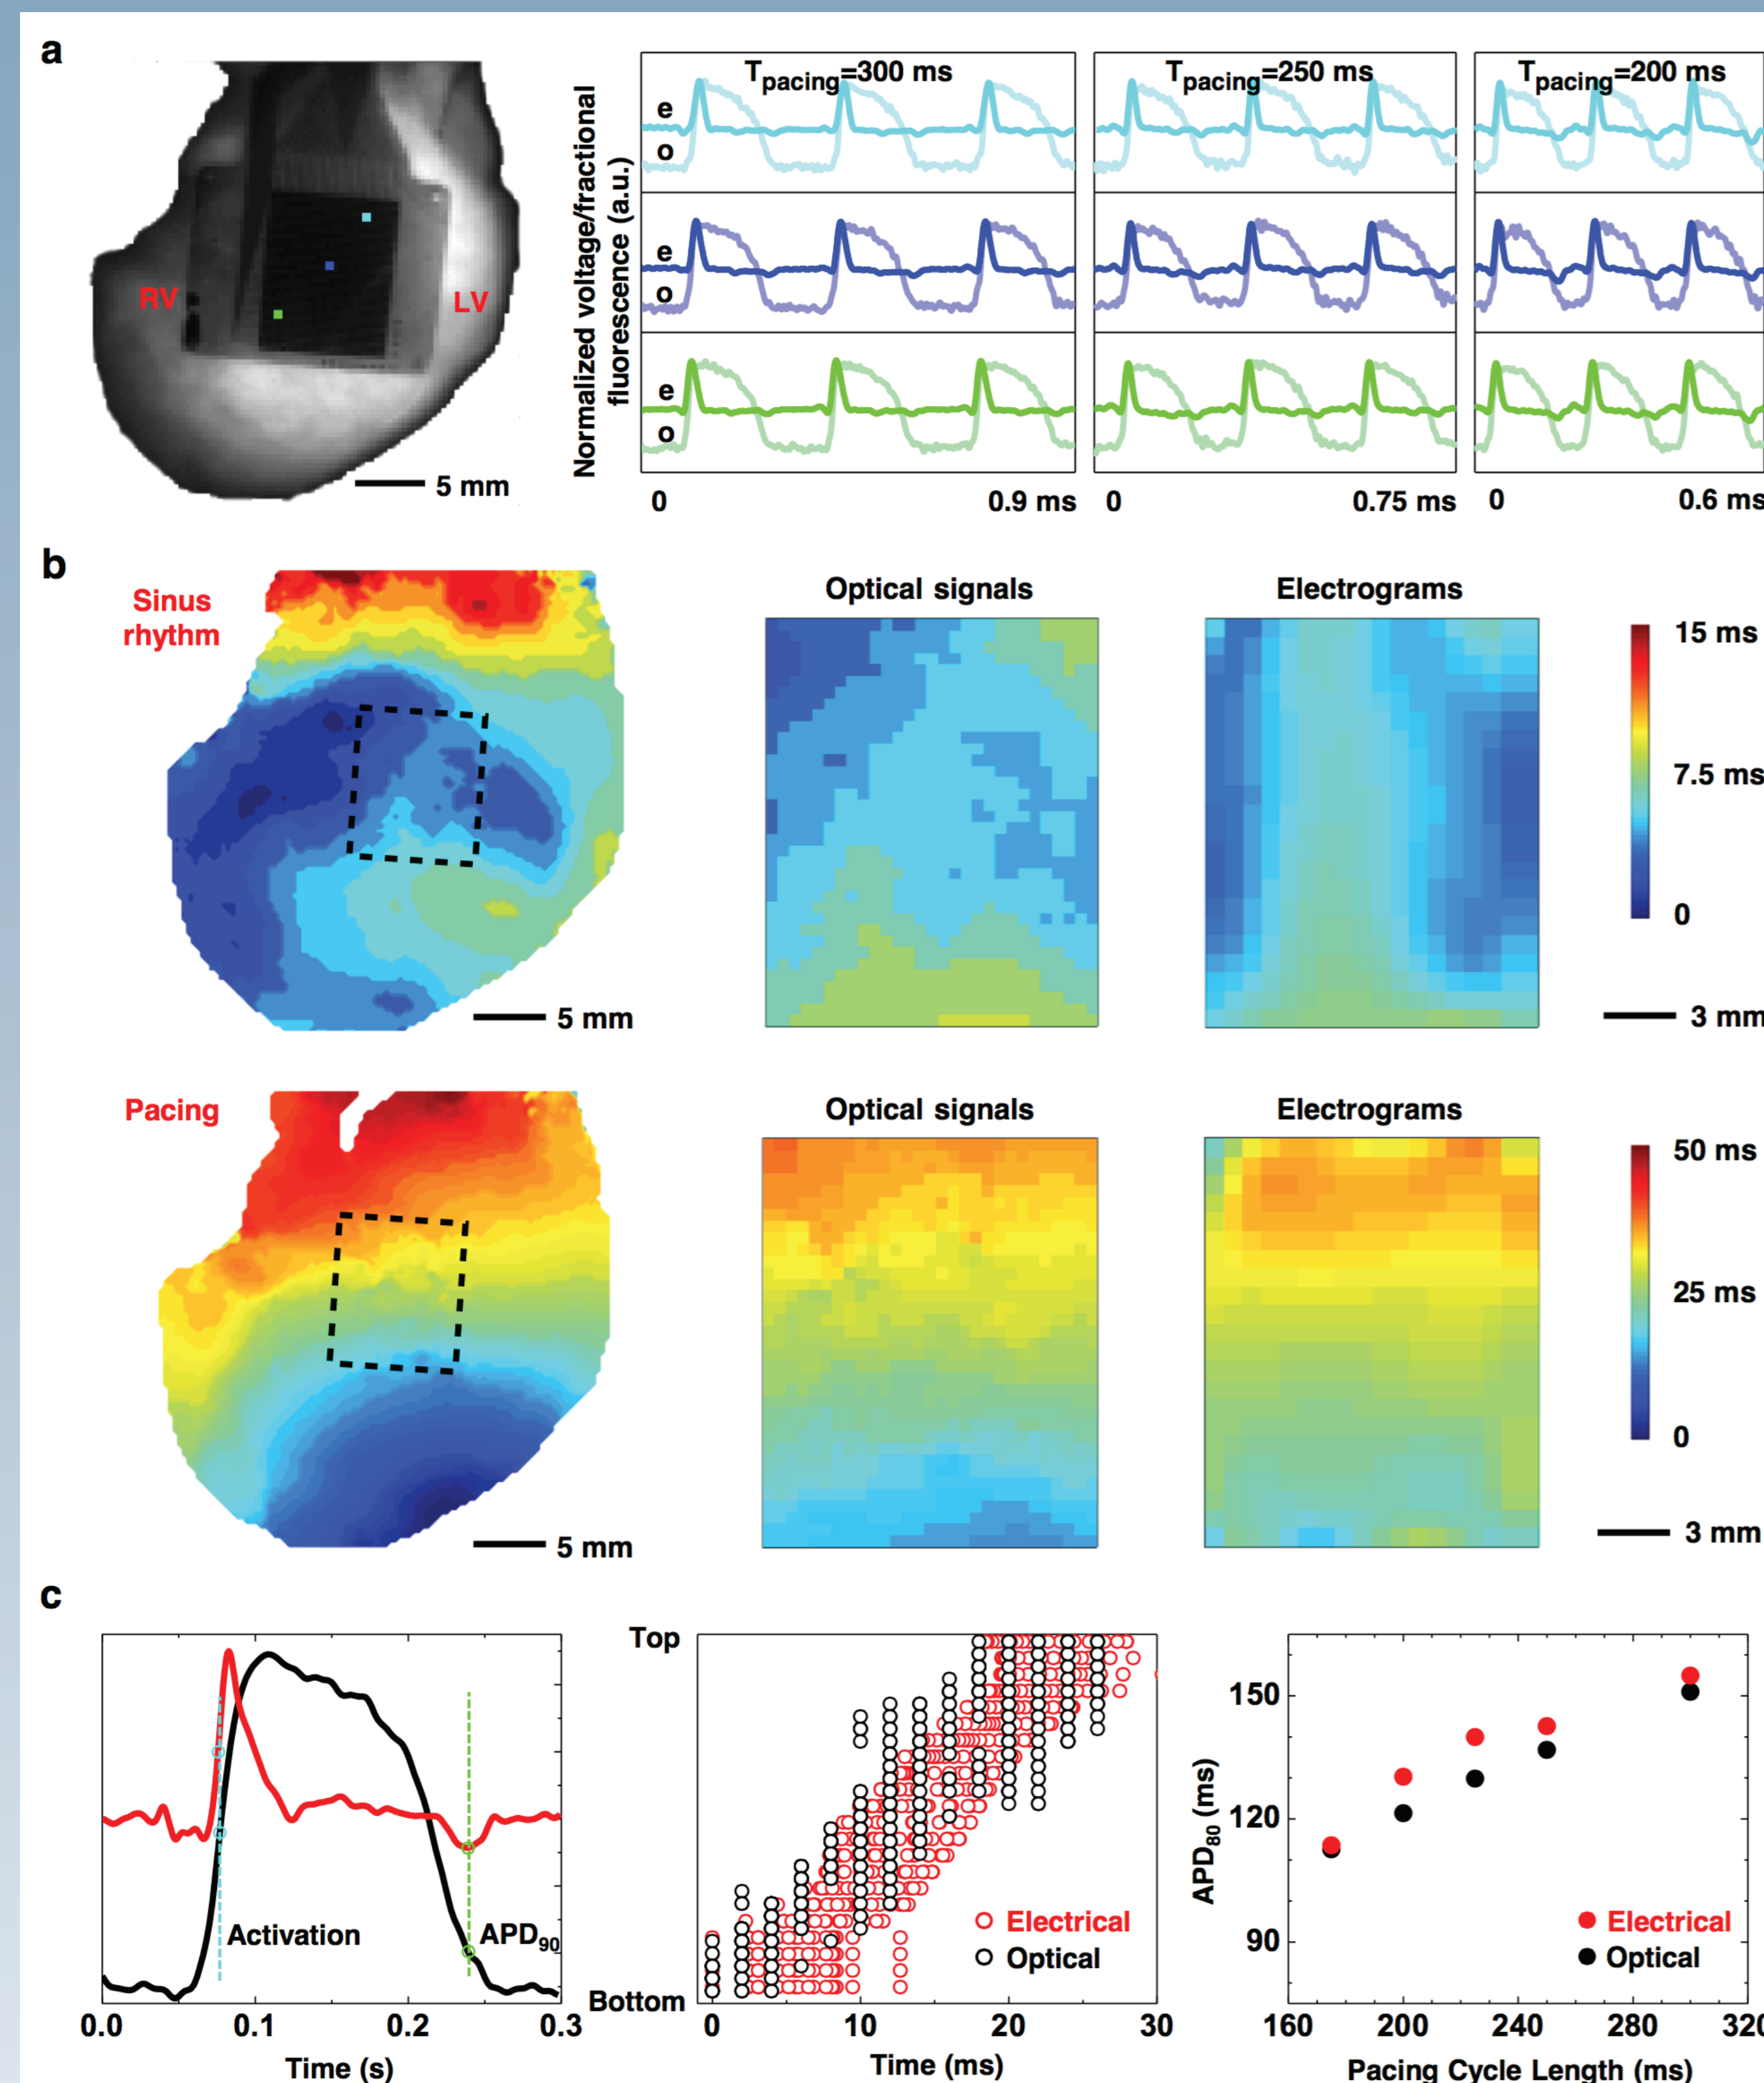 a
RV
LV
5 mm
Normalized voltage/fractional
fluorescence (a.u.)
Tpacing=300 ms
Tpacing=250 ms
Tpacing=200 ms
e
o
e
o
e
o
0
0.9 ms
0
0.75 ms
0
0.6 ms
b
Sinus
rhythm
5 mm
Optical signals
Electrograms
15 ms
7.5 ms
0
3 mm
Pacing
5 mm
Optical signals
Electrograms
50 ms
25 ms
0
3 mm
c
Activation
APD90
0.0
0.1
0.2
0.3
Time (s)
Top
Bottom
Electrical
Optical
0
10
20
30
Time (ms)
APD80 (ms)
150
120
90
Electrical
Optical
160
200
240
280
320
Pacing Cycle Length (ms)